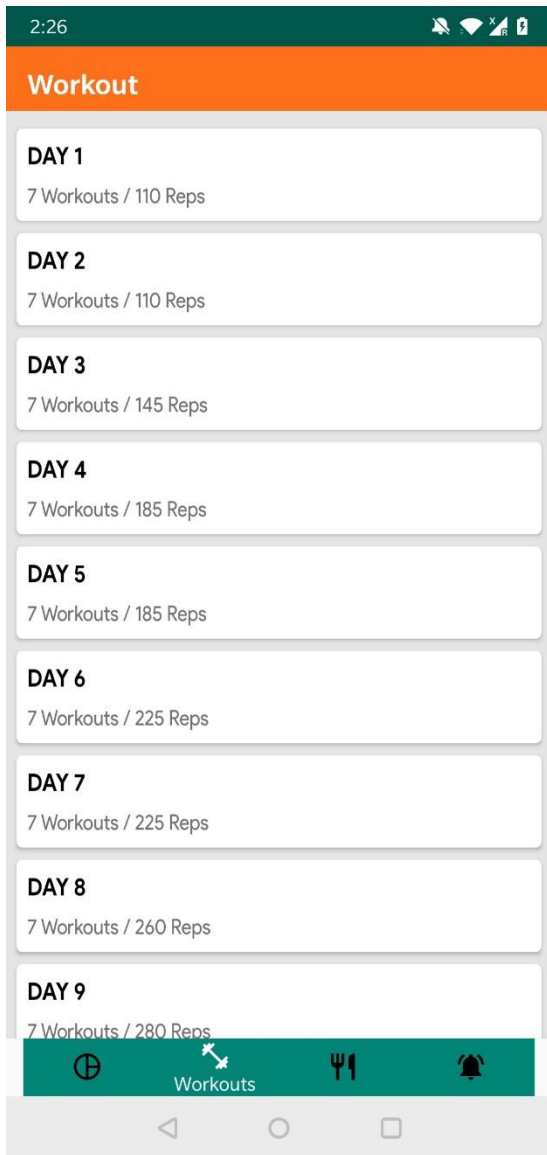 2:26
Workout
DAY 1
7 Workouts / 110 Reps
DAY 2
7 Workouts / 110 Reps
DAY 3
7 Workouts / 145 Reps
DAY 4
7 Workouts / 185 Reps
DAY 5
7 Workouts / 185 Reps
DAY 6
7 Workouts / 225 Reps
DAY 7
7 Workouts / 225 Reps
DAY 8
7 Workouts / 260 Reps
DAY 9
7 Workouts / 280 Reps
Workouts